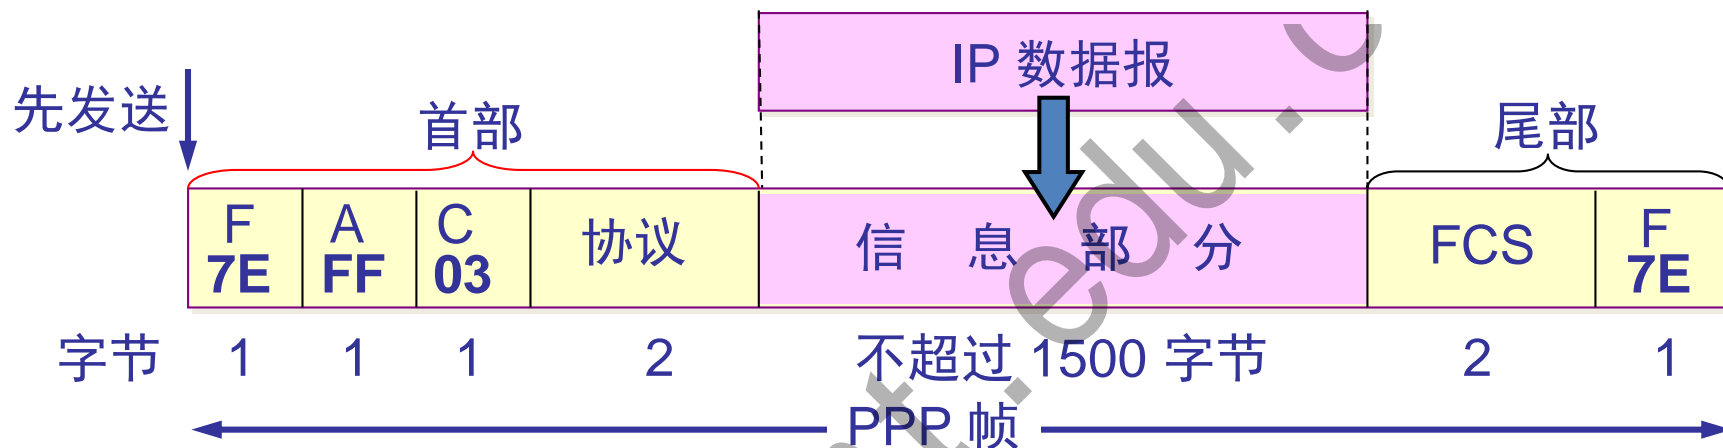 IP 数据报
先发送
首部
尾部
F A C 协议 信 息 部 分 FCS F
7E FF 03 7E
字节 1 1 1 2 不超过 1500 字节 2 1
PPP 帧
t.edu.c